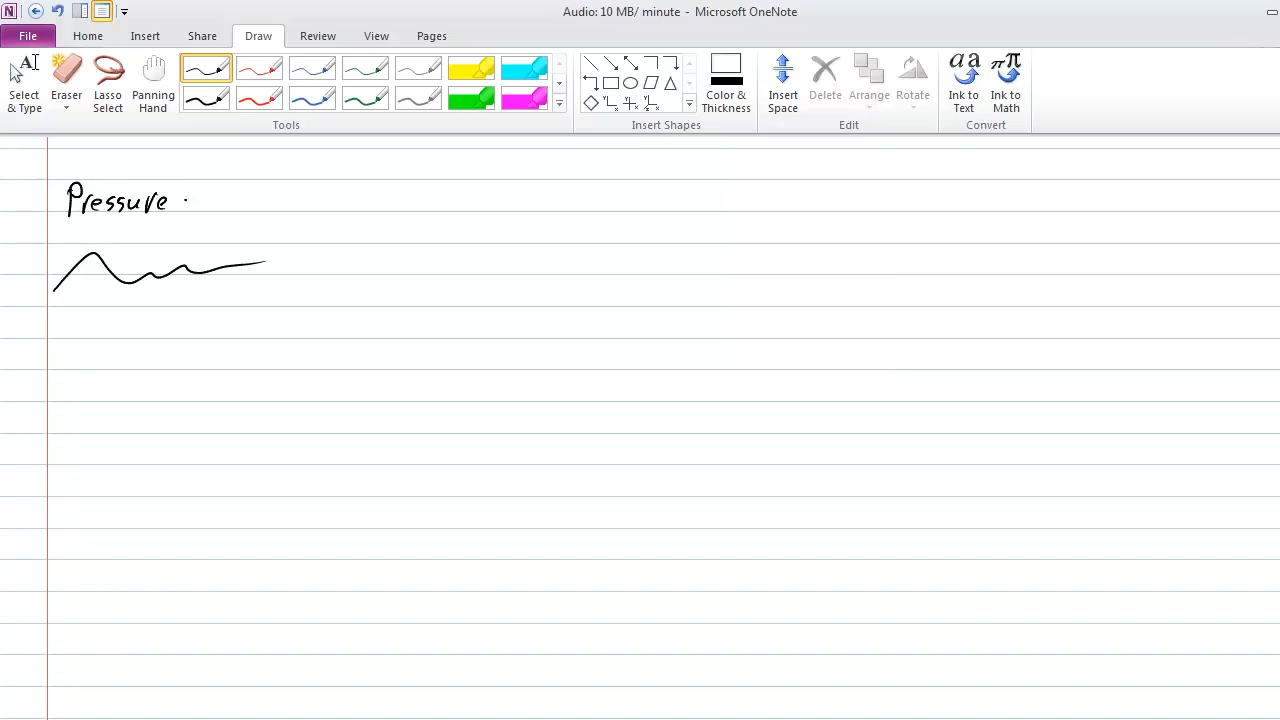 Audio: 10 MB/ minute - Microsoft OneNote
File Home Insert Share Draw Review View Pages
Select & Type
Eraser
Lasso Select
Panning Hand
Color & Thickness
Insert Space
Delete
Arrange
Rotate
Ink to Text
Ink to Math
Tools Insert Shapes Edit Convert
Pressure